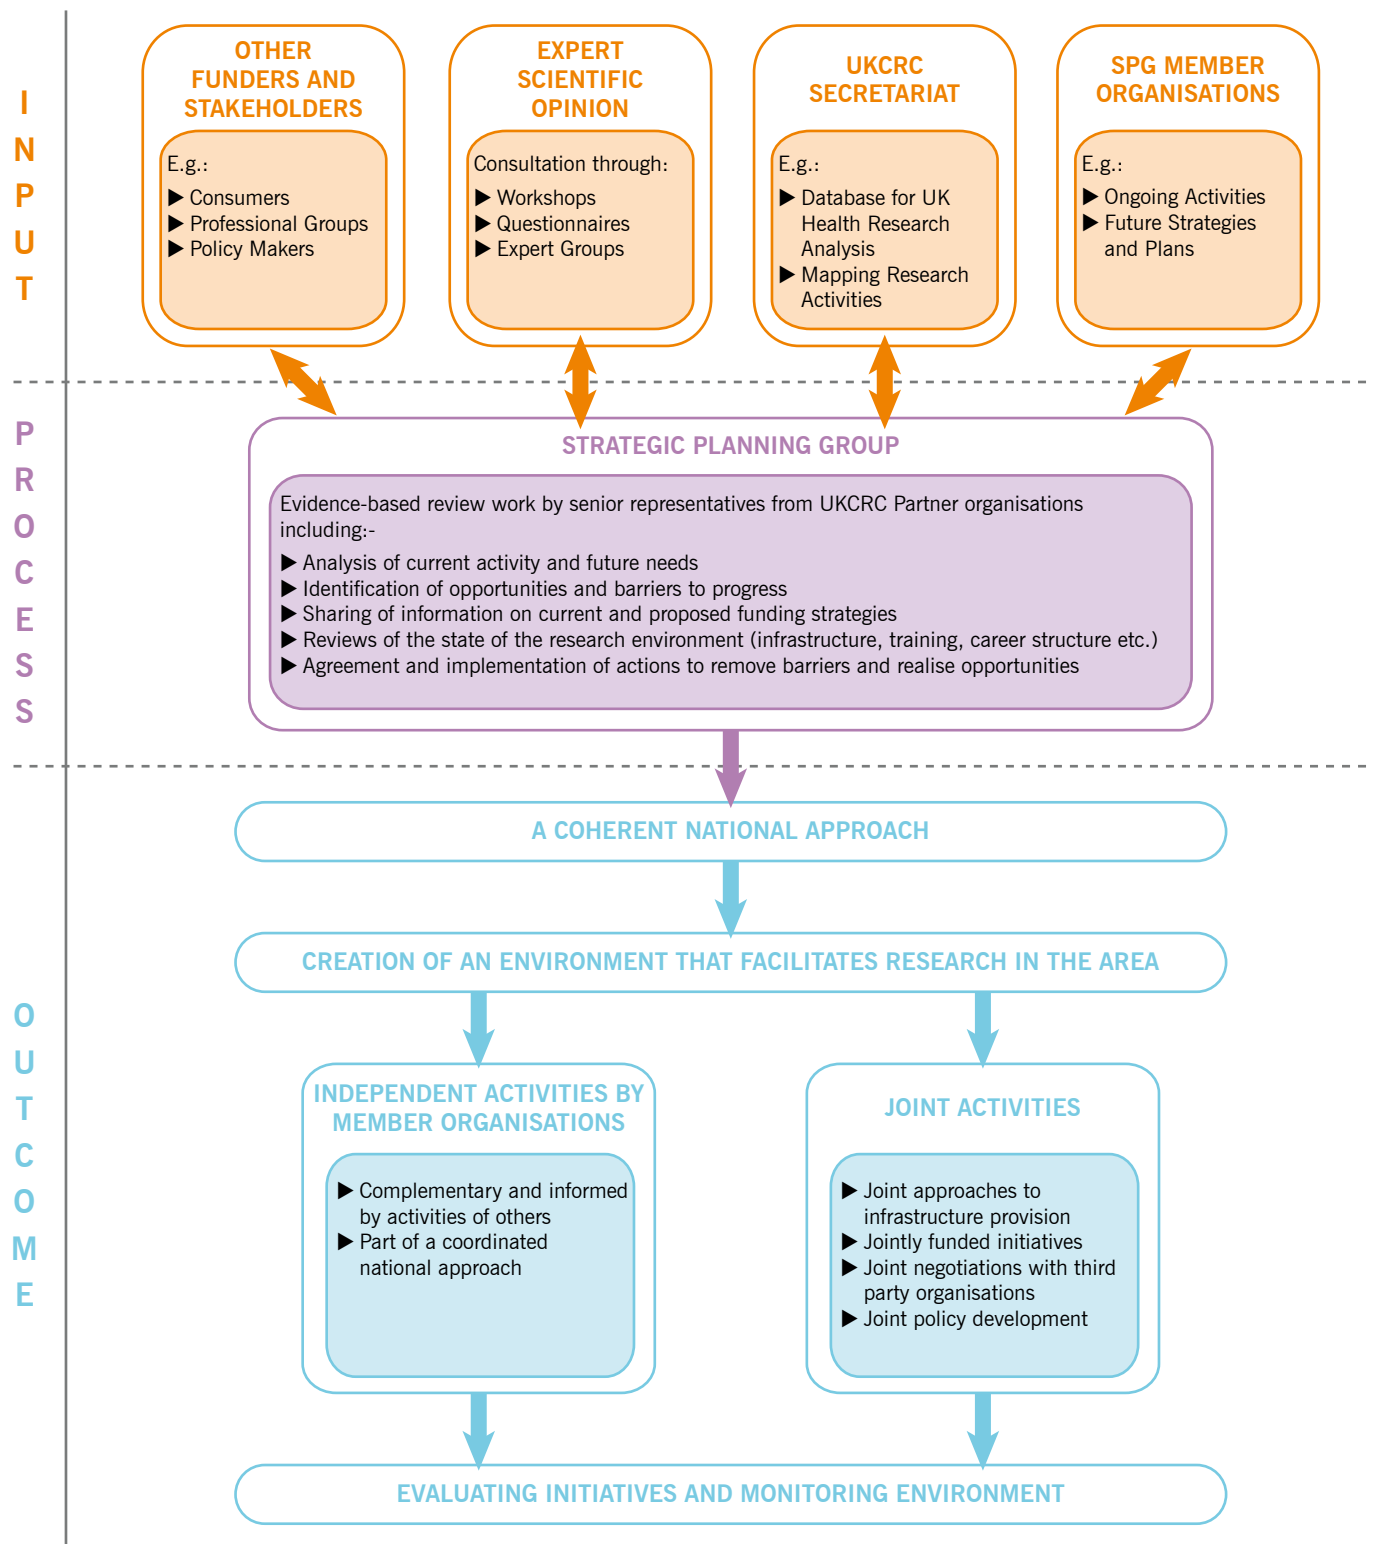 INPUT
OTHER
FUNDERS AND
STAKEHOLDERS
E.g.:
▶ Consumers
▶ Professional Groups
▶ Policy Makers
EXPERT
SCIENTIFIC
OPINION
Consultation through:
▶ Workshops
▶ Questionnaires
▶ Expert Groups
UKCRC
SECRETARIAT
E.g.:
▶ Database for UK
Health Research
Analysis
▶ Mapping Research
Activities
SPG MEMBER
ORGANISATIONS
E.g.:
▶ Ongoing Activities
▶ Future Strategies
and Plans
PROCESS
STRATEGIC PLANNING GROUP
Evidence-based review work by senior representatives from UKCRC Partner organisations
including:-
▶ Analysis of current activity and future needs
▶ Identification of opportunities and barriers to progress
▶ Sharing of information on current and proposed funding strategies
▶ Reviews of the state of the research environment (infrastructure, training, career structure etc.)
▶ Agreement and implementation of actions to remove barriers and realise opportunities
OUTCOME
A COHERENT NATIONAL APPROACH
CREATION OF AN ENVIRONMENT THAT FACILITATES RESEARCH IN THE AREA
INDEPENDENT ACTIVITIES BY
MEMBER ORGANISATIONS
▶ Complementary and informed
by activities of others
▶ Part of a coordinated
national approach
JOINT ACTIVITIES
▶ Joint approaches to
infrastructure provision
▶ Jointly funded initiatives
▶ Joint negotiations with third
party organisations
▶ Joint policy development
EVALUATING INITIATIVES AND MONITORING ENVIRONMENT